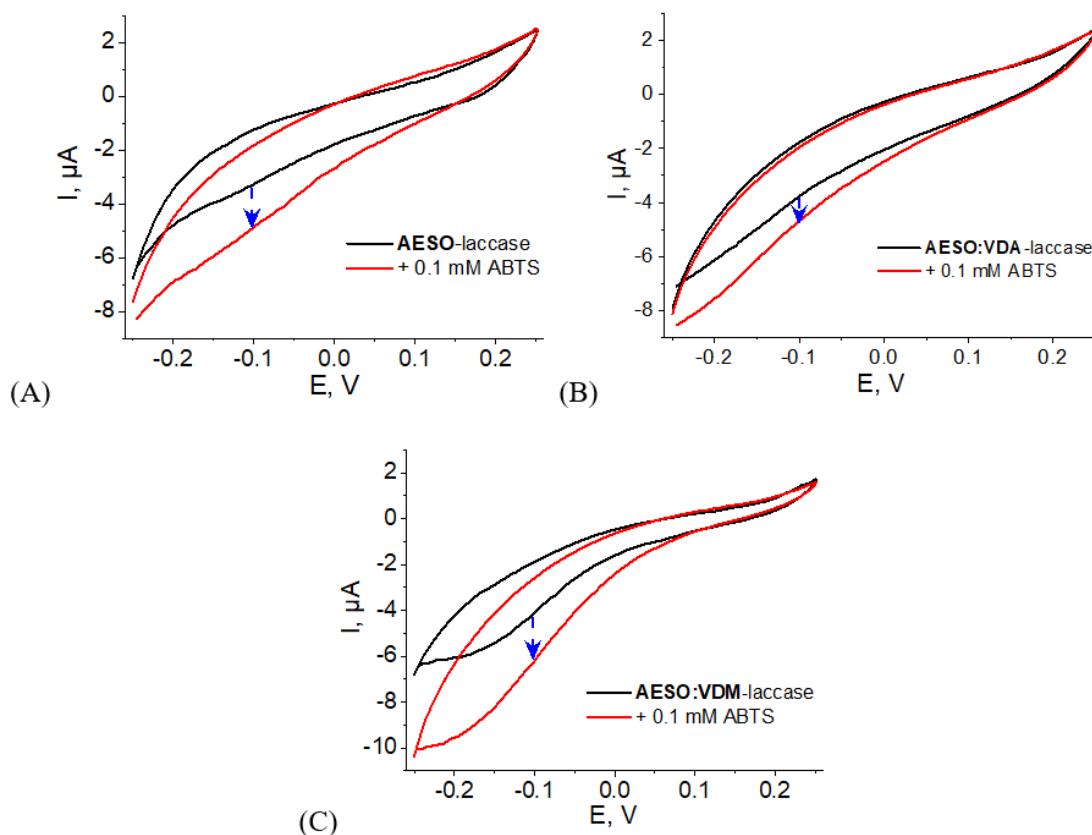 2
0
-2
-4
-6
-8
I, µA
AESO-laccase
+ 0.1 mM ABTS
-0.2 -0.1 0.0 0.1 0.2
E, V
(A)
2
0
-2
-4
-6
-8
I, µA
AESO:VDA-laccase
+ 0.1 mM ABTS
-0.2 -0.1 0.0 0.1 0.2
E, V
(B)
2
0
-2
-4
-6
-8
-10
I, µA
AESO:VDM-laccase
+ 0.1 mM ABTS
-0.2 -0.1 0.0 0.1 0.2
E, V
(C)